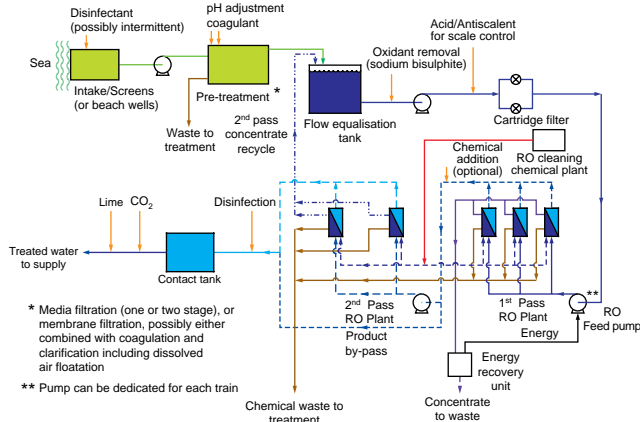 Disinfectant
(possibly intermittent)
pH adjustment
coagulant
Acid/Antiscalent
for scale control
Sea
Oxidant removal
(sodium bisulphite)
Intake/Screens
(or beach wells)
Pre-treatment *
Waste to
treatment
2nd pass
concentrate
recycle
Flow equalisation
tank
Cartridge filter
Chemical
addition
(optional)
RO cleaning
chemical plant
Lime
CO2
Disinfection
Treated water
to supply
Contact tank
2nd Pass
RO Plant
1st Pass
RO Plant
**
RO
Feed pump
Product
by-pass
Energy
Energy
recovery
unit
* Media filtration (one or two stage), or
membrane filtration, possibly either
combined with coagulation and
clarification including dissolved
air floatation
** Pump can be dedicated for each train
Chemical waste to
treatment
Concentrate
to waste